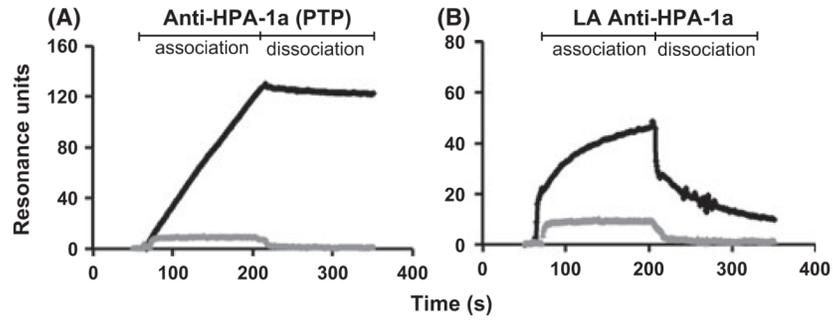 (A) Anti-HPA-1a (PTP)
association dissociation
160
120
80
40
0
0 100 200 300 400
Resonance units
(B) LA Anti-HPA-1a
association dissociation
80
60
40
20
0
0 100 200 300 400
Time (s)